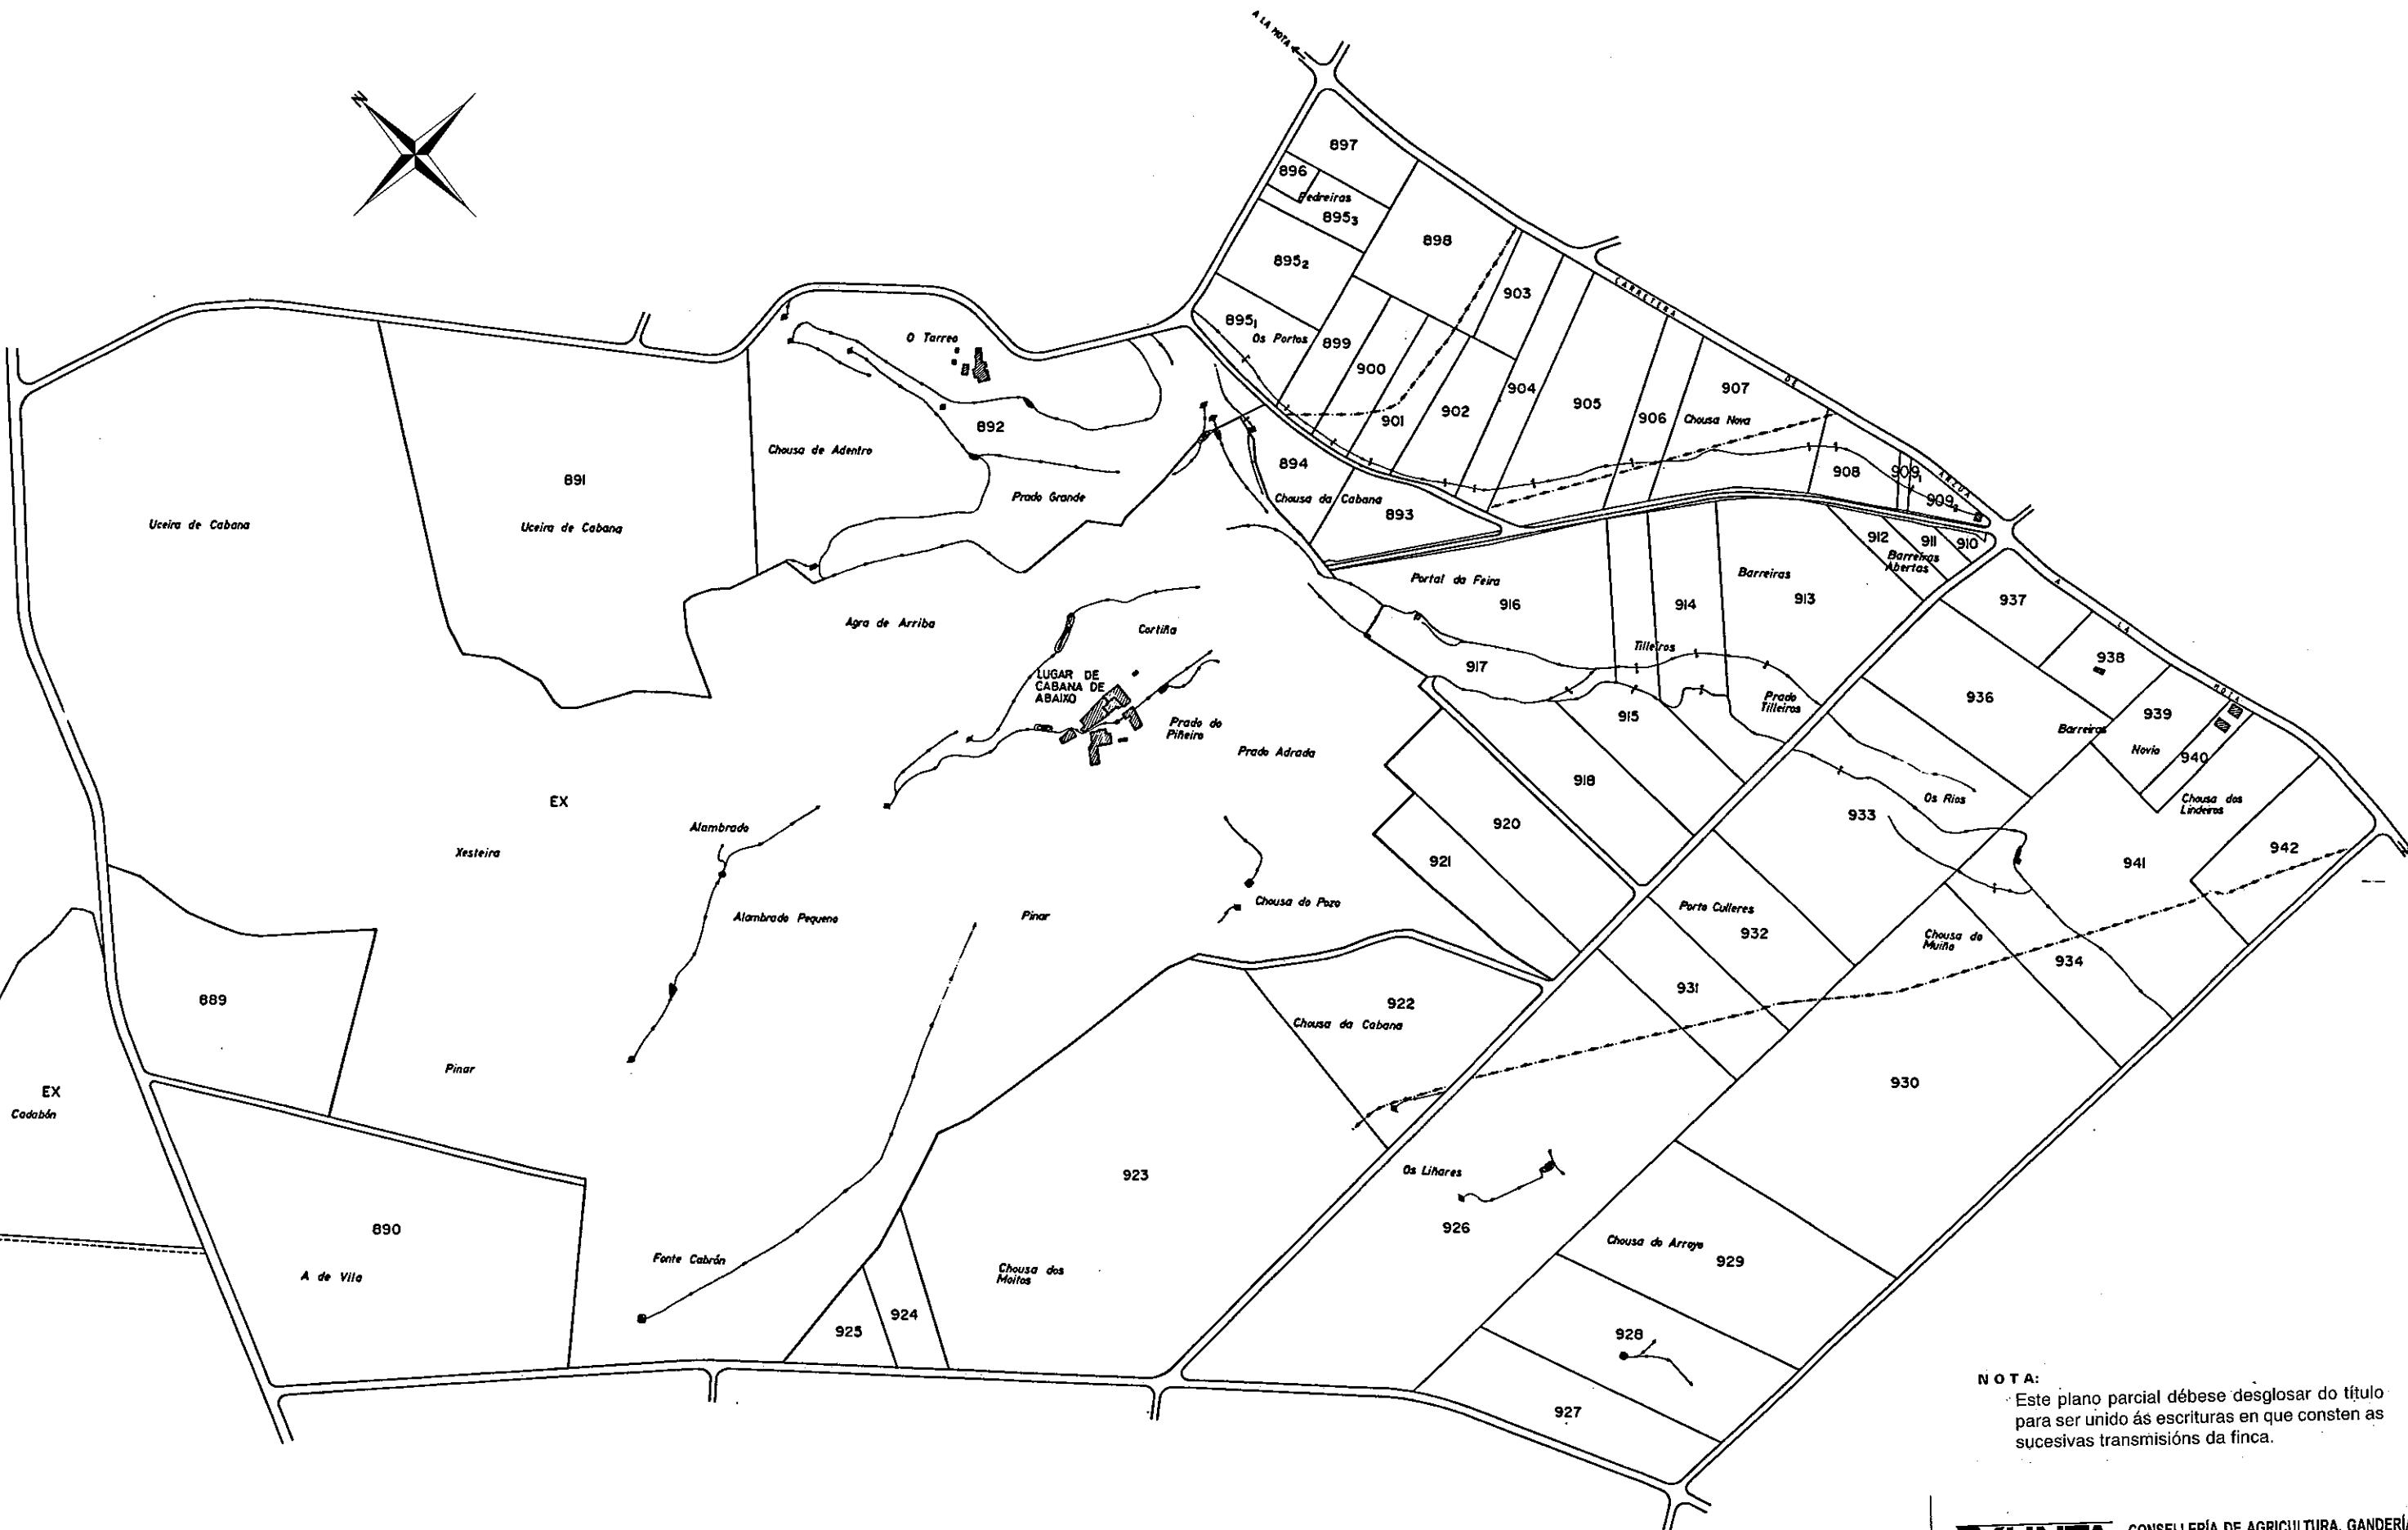 A LA MOTA
N
897
896
Pedreiras
895₃
898
895₂
903
CARRETERA
895₁
Os Portos
899
O Tarreo
900
904
905
907
DE
901
902
906
Chousa Nova
892
Chousa de Adentro
894
908
909₁
ARZUA
891
Prado Grande
Chousa da Cabana
893
909₂
Uceira de Cabana
Uceira de Cabana
912
911
910
Barreiras
Abertas
Barreiras
913
Portal da Feira
916
914
A
937
LA
Agra de Arriba
Cortiña
Tilleiros
938
917
LUGAR DE
CABANA DE
ABAIXO
Prado
Tilleiros
936
MOTA
915
939
Prado do
Piñeiro
Barreiras
Prado Adrada
Novio
940
918
EX
Os Rios
Chousa dos
Lindeiros
933
Alambrado
920
Xesteira
921
941
942
Chousa do Pozo
Alambrado Pequeno
Pinar
Porto Culleres
932
Chousa do
Muiño
934
889
922
931
Chousa da Cabana
Pinar
930
EX
Cadabón
923
Os Liñares
926
890
Chousa do Arroyo
929
Fonte Cabrón
A de Vila
Chousa dos
Moitos
924
925
928
927
NOTA:
Este plano parcial débese desglosar do título
para ser unido ás escrituras en que consten as
sucesivas transmisións da finca.
CONSELLERÍA DE AGRICULTURA, GANDERÍA